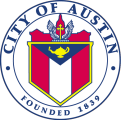 CITY OF AUSTIN
FOUNDED 1839